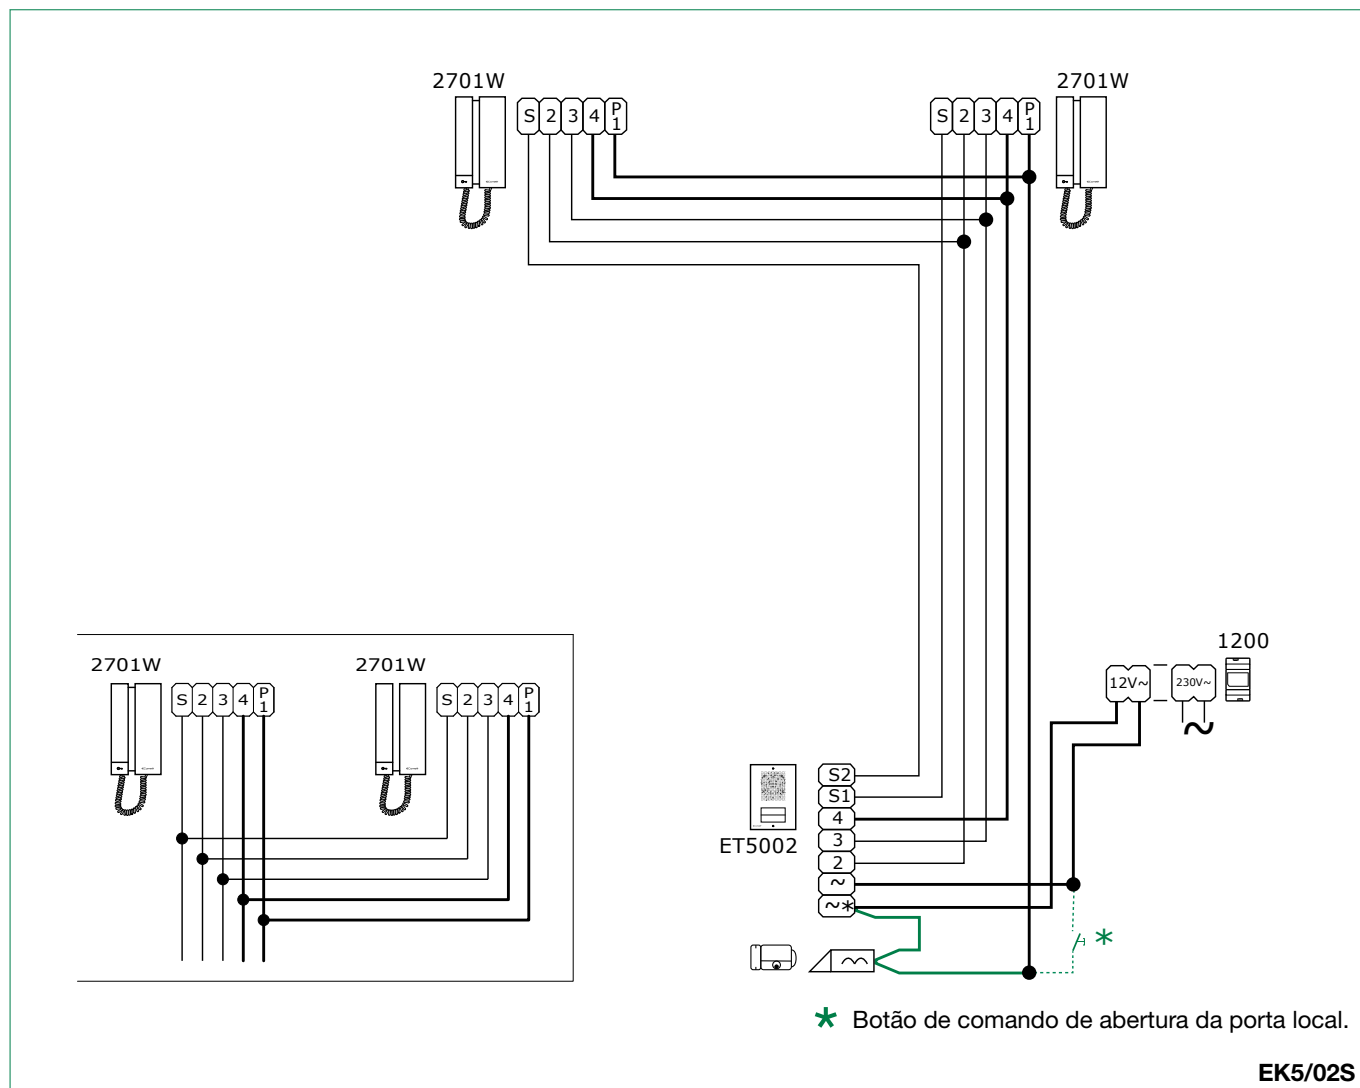 2701W
2701W
S 2 3 4 P1
S 2 3 4 P1
1200
12V~
230V~
~
2701W
2701W
S 2 3 4 P1
S 2 3 4 P1
S2
S1
4
3
2
~
~*
ET5002
*
* Botão de comando de abertura da porta local.
EK5/02S